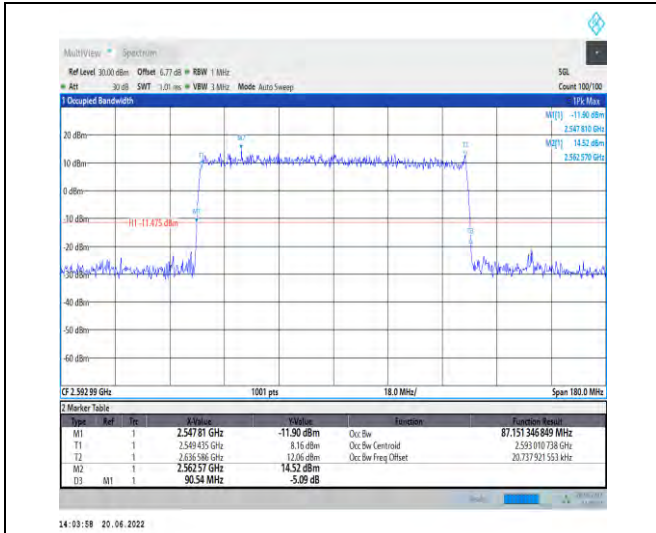 MultiView Spectrum
Ref Level 30.00 dBm Offset 6.77 dB RBW 1 MHz SGL
Att 30 dB SWT 1.01 ms VBW 3 MHz Mode Auto Sweep Count 100/100
1 Occupied Bandwidth 1Pk Max
M1[1] -11.90 dBm
2.547 810 GHz
M2[1] 14.52 dBm
2.562 570 GHz
20 dBm
10 dBm
0 dBm
-10 dBm
H1 -11.475 dBm
-20 dBm
-30 dBm
-40 dBm
-50 dBm
-60 dBm
M2
T1
T2
M1
D3
CF 2.592 99 GHz 1001 pts 18.0 MHz/ Span 180.0 MHz
2 Marker Table
Type Ref Trc X-Value Y-Value Function Function Result
M1 1 2.547 81 GHz -11.90 dBm Occ Bw 87.151 346 849 MHz
T1 1 2.549 435 GHz 8.16 dBm Occ Bw Centroid 2.593 010 738 GHz
T2 1 2.636 586 GHz 12.06 dBm Occ Bw Freq Offset 20.737 921 553 kHz
M2 1 2.562 57 GHz 14.52 dBm
D3 M1 1 90.54 MHz -5.09 dB
14:03:58 20.06.2022